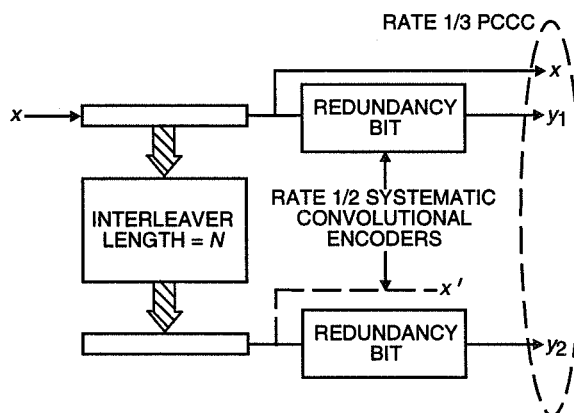 RATE 1/3 PCCC
x
x
REDUNDANCY
BIT
y1
INTERLEAVER
LENGTH = N
RATE 1/2 SYSTEMATIC
CONVOLUTIONAL
ENCODERS
x'
REDUNDANCY
BIT
y2